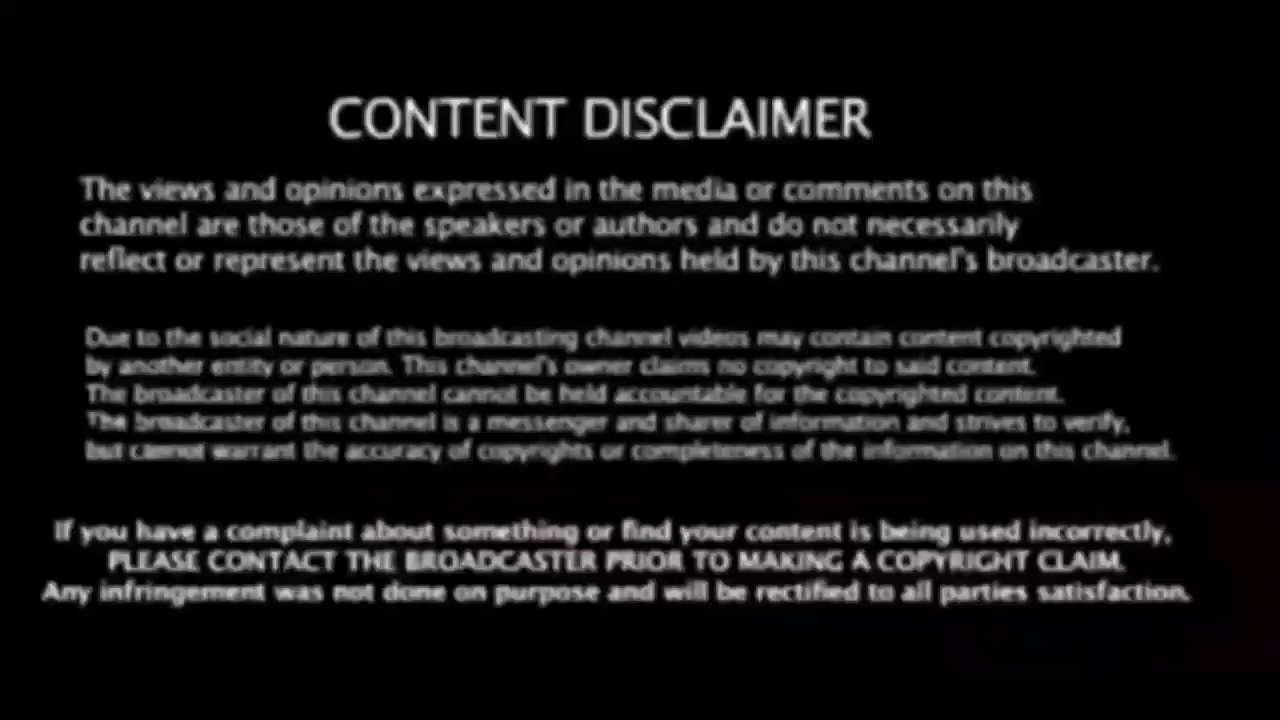 CONTENT DISCLAIMER
The views and opinions expressed in the media or comments on this
channel are those of the speakers or authors and do not necessarily
reflect or represent the views and opinions held by this channel's broadcaster.
Due to the social nature of this broadcasting channel videos may contain content copyrighted
by another entity or person. This channel's owner claims no copyright to said content.
The broadcaster of this channel cannot be held accountable for the copyrighted content.
The broadcaster of this channel is a messenger and sharer of information and strives to verify,
but cannot warrant the accuracy of copyrights or completeness of the information on this channel.
If you have a complaint about something or find your content is being used incorrectly,
PLEASE CONTACT THE BROADCASTER PRIOR TO MAKING A COPYRIGHT CLAIM.
Any infringement was not done on purpose and will be rectified to all parties satisfaction.